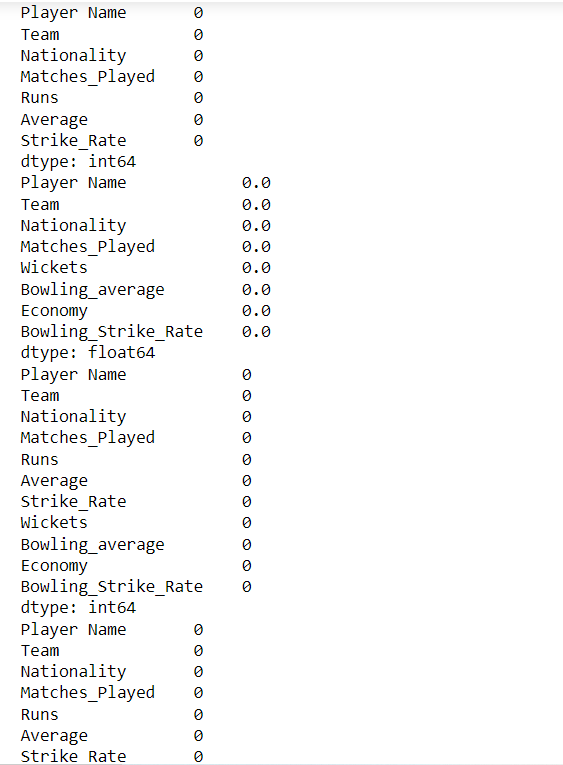 Player Name       0
Team              0
Nationality       0
Matches_Played    0
Runs              0
Average           0
Strike_Rate       0
dtype: int64
Player Name            0.0
Team                   0.0
Nationality            0.0
Matches_Played         0.0
Wickets                0.0
Bowling_average        0.0
Economy                0.0
Bowling_Strike_Rate    0.0
dtype: float64
Player Name            0
Team                   0
Nationality            0
Matches_Played         0
Runs                   0
Average                0
Strike_Rate            0
Wickets                0
Bowling_average        0
Economy                0
Bowling_Strike_Rate    0
dtype: int64
Player Name       0
Team              0
Nationality       0
Matches_Played    0
Runs              0
Average           0
Strike_Rate       0